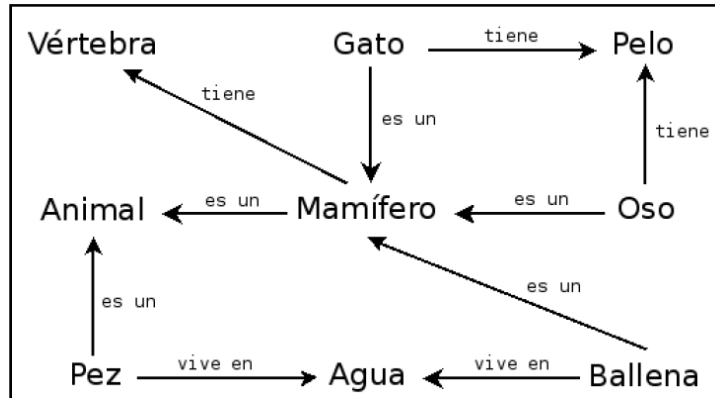 Vértebra
Gato
tiene
Pelo
tiene
es un
tiene
Animal
es un
Mamífero
es un
Oso
es un
es un
Pez
vive en
Agua
vive en
Ballena